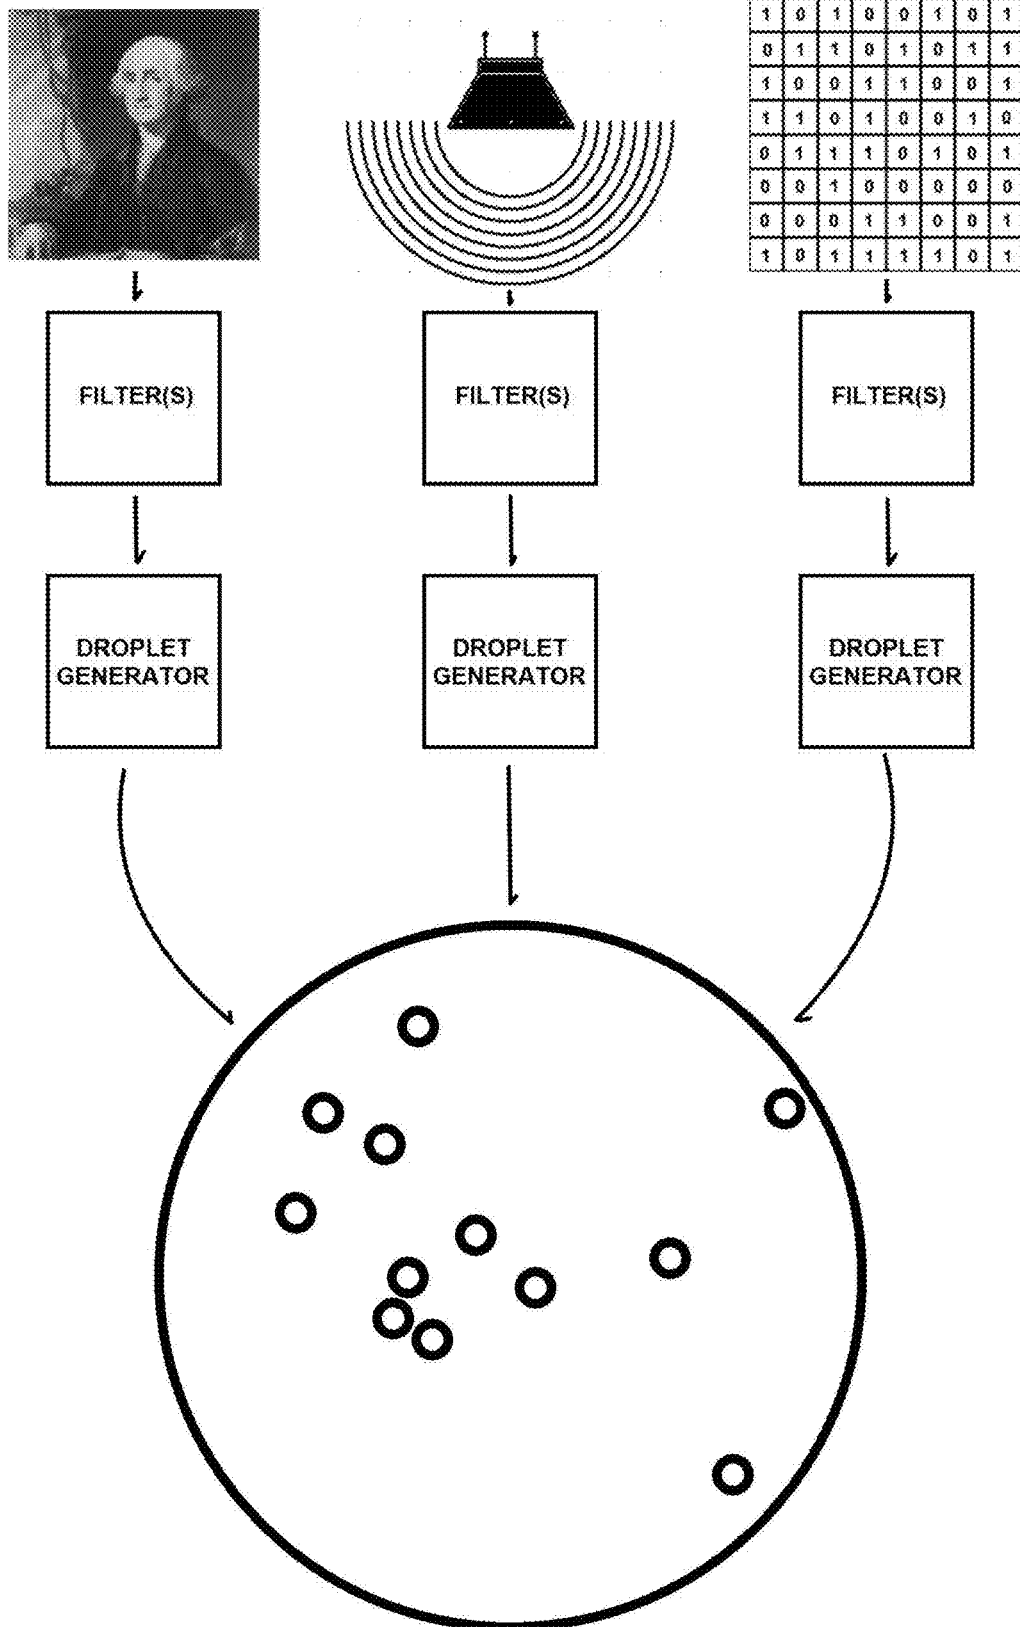 1 0 1 0 0 1 0 1
0 1 1 0 1 0 1 1
1 0 0 1 1 0 0 1
1 1 0 1 0 0 1 0
0 1 1 1 0 1 0 1
0 0 1 0 0 0 0 0
0 0 0 1 1 0 0 1
1 0 1 1 1 1 0 1
FILTER(S)
FILTER(S)
FILTER(S)
DROPLET
GENERATOR
DROPLET
GENERATOR
DROPLET
GENERATOR